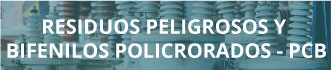 RESIDUOS PELIGROSOS Y
BIFENILOS POLICRORADOS - PCB